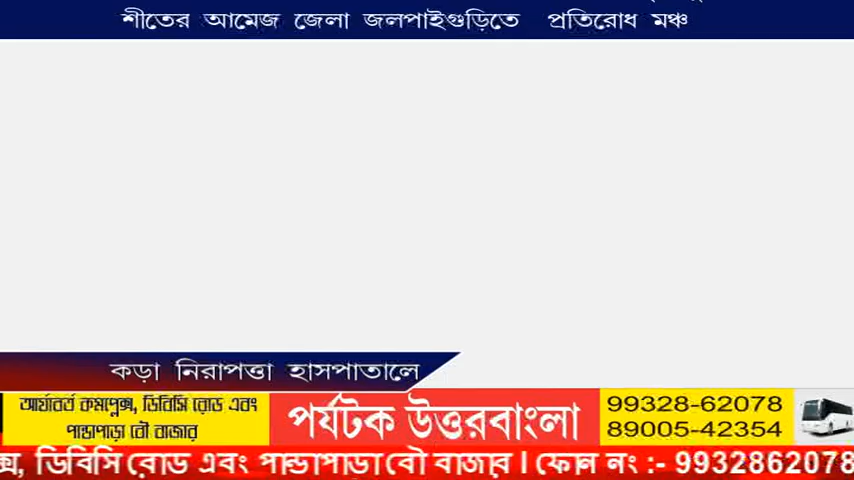 শীতের আমেজ জেলা জলপাইগুড়িতে প্রতিরোধ মঞ্চ
কড়া নিরাপত্তা হাসপাতালে
আর্যাবর্ত কমপ্লেক্স, ডিবিসি রোড এবং
পান্ডাপাড়া বৌ বাজার
পর্যটক উত্তরবাংলা
99328-62078
89005-42354
ডিবিসি রোড এবং পান্ডাপাড়া বৌ বাজার । ফোন নং :- 9932862078